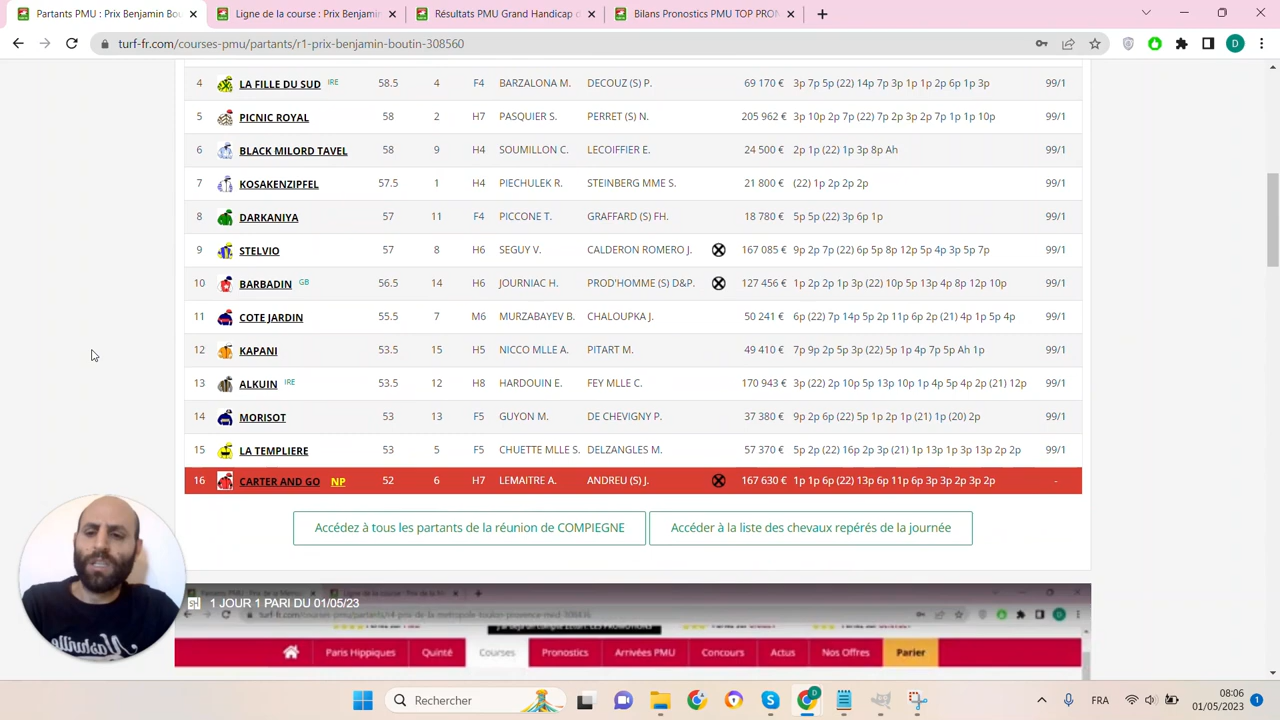 Partants PMU : Prix Benjamin Bou
Ligne de la course : Prix Benjamin
Résultats PMU Grand Handicap d
Bilans Pronostics PMU TOP PRON
turf-fr.com/courses-pmu/partants/r1-prix-benjamin-boutin-308560
D
4 LA FILLE DU SUD IRE 58.5 4 F4 BARZALONA M. DECOUZ (S) P. 69 170 € 3p 7p 5p (22) 14p 7p 3p 1p 1p 2p 6p 1p 3p 99/1
5 PICNIC ROYAL 58 2 H7 PASQUIER S. PERRET (S) N. 205 962 € 3p 10p 2p 7p (22) 7p 2p 3p 2p 7p 1p 1p 10p 99/1
6 BLACK MILORD TAVEL 58 9 H4 SOUMILLON C. LECOIFFIER E. 24 500 € 2p 1p (22) 1p 3p 8p Ah 99/1
7 KOSAKENZIPFEL 57.5 1 H4 PIECHULEK R. STEINBERG MME S. 21 800 € (22) 1p 2p 2p 2p 99/1
8 DARKANIYA 57 11 F4 PICCONE T. GRAFFARD (S) FH. 18 780 € 5p 5p (22) 3p 6p 1p 99/1
9 STELVIO 57 8 H6 SEGUY V. CALDERON ROMERO J. 167 085 € 9p 2p 7p (22) 6p 5p 8p 12p 5p 4p 3p 5p 7p 99/1
10 BARBADIN GB 56.5 14 H6 JOURNIAC H. PROD'HOMME (S) D&P. 127 456 € 1p 2p 2p 1p 3p (22) 10p 5p 13p 4p 8p 12p 10p 99/1
11 COTE JARDIN 55.5 7 M6 MURZABAYEV B. CHALOUPKA J. 50 241 € 6p (22) 7p 14p 5p 2p 11p 6p 2p (21) 4p 1p 5p 4p 99/1
12 KAPANI 53.5 15 H5 NICCO MLLE A. PITART M. 49 410 € 7p 9p 2p 5p 3p (22) 5p 1p 4p 7p 5p Ah 1p 99/1
13 ALKUIN IRE 53.5 12 H8 HARDOUIN E. FEY MLLE C. 170 943 € 3p (22) 2p 10p 5p 13p 10p 1p 4p 5p 4p 2p (21) 12p 99/1
14 MORISOT 53 13 F5 GUYON M. DE CHEVIGNY P. 37 380 € 9p 2p 6p (22) 5p 1p 2p 1p (21) 1p (20) 2p 99/1
15 LA TEMPLIERE 53 5 F5 CHUETTE MLLE S. DELZANGLES M. 57 370 € 5p 2p (22) 16p 2p 3p (21) 1p 13p 1p 3p 13p 2p 2p 99/1
16 CARTER AND GO NP 52 6 H7 LEMAITRE A. ANDREU (S) J. 167 630 € 1p 1p 6p (22) 13p 6p 11p 6p 3p 3p 2p 3p 2p -
Accédez à tous les partants de la réunion de COMPIEGNE
Accéder à la liste des chevaux repérés de la journée
1 JOUR 1 PARI DU 01/05/23
Paris Hippiques Quinté Courses Pronostics Arrivées PMU Concours Actus Nos Offres Parier
Nashville
Rechercher
FRA
08:06
01/05/2023
1